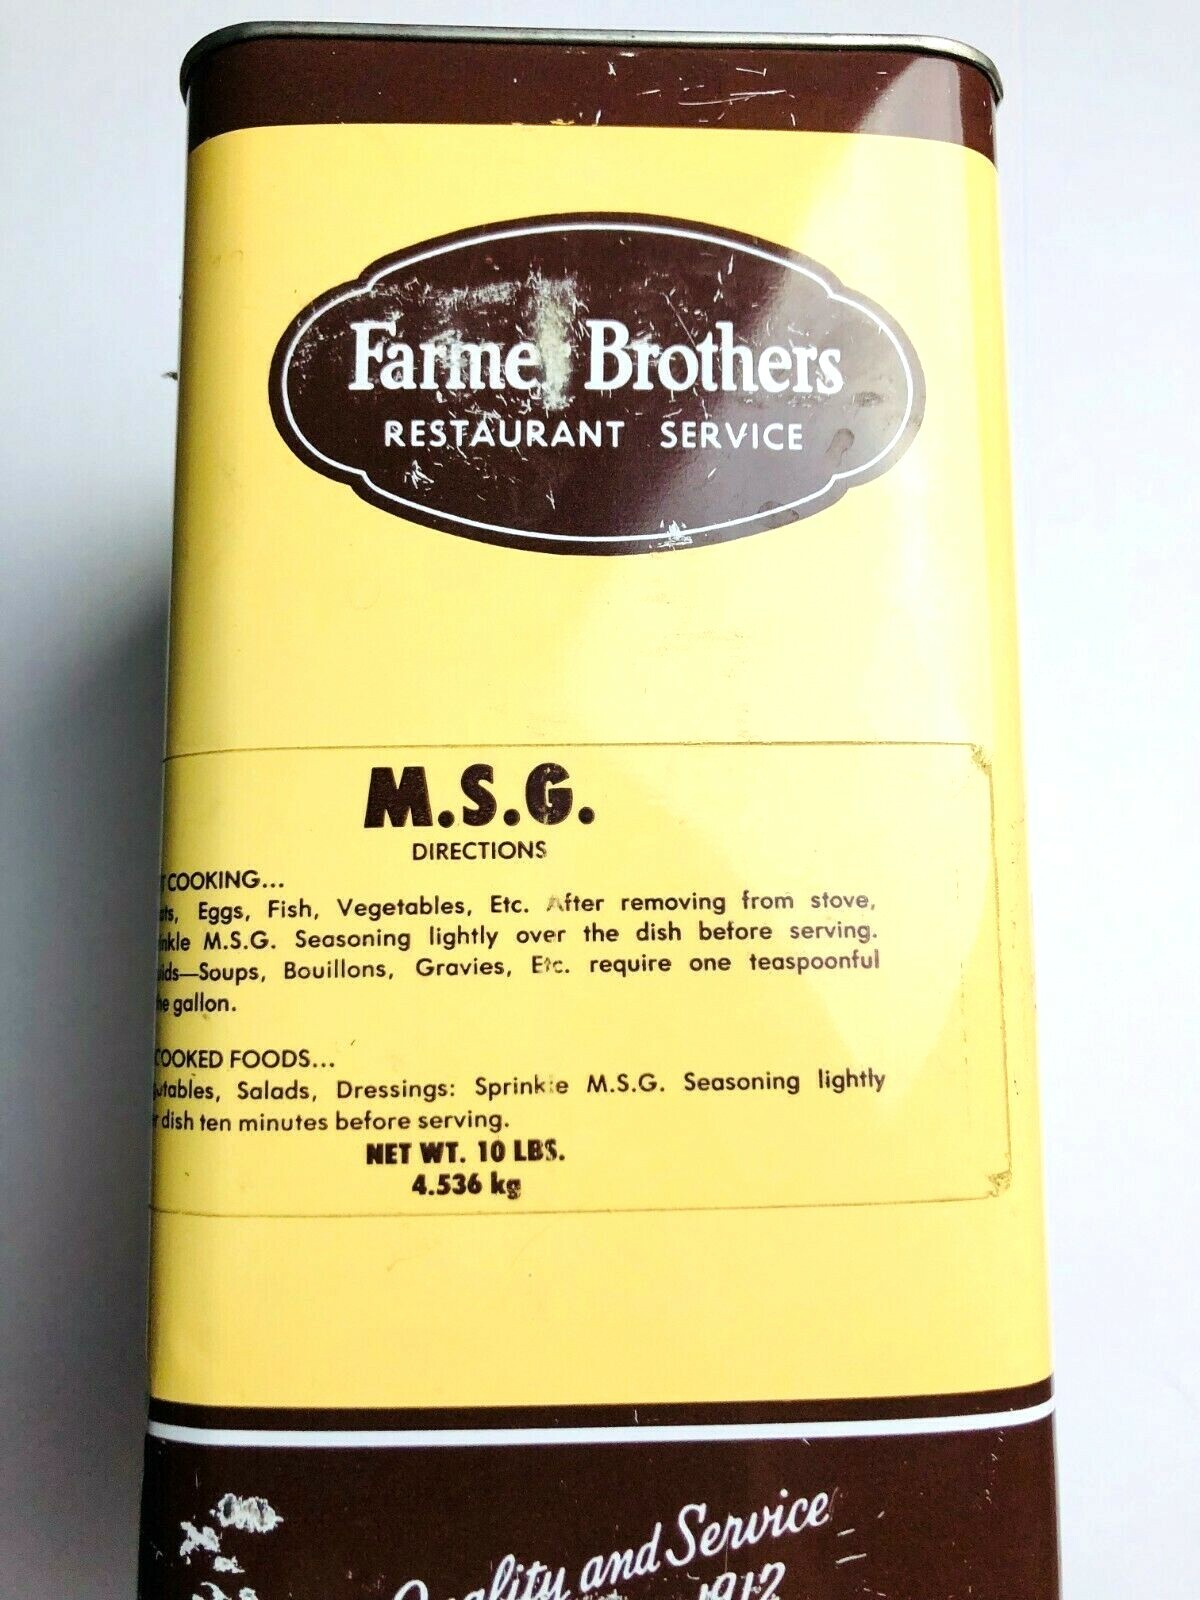 Farmer Brothers
RESTAURANT SERVICE
M.S.G.
DIRECTIONS
COOKING...
Eggs, Fish, Vegetables, Etc. After removing from stove,
M.S.G. Seasoning lightly over the dish before serving.
—Soups, Bouillons, Gravies, Etc. require one teaspoonful
gallon.
COOKED FOODS...
Salads, Dressings: Sprinkle M.S.G. Seasoning lightly
dish ten minutes before serving.
NET WT. 10 LBS.
4.536 kg
Quality and Service
1912